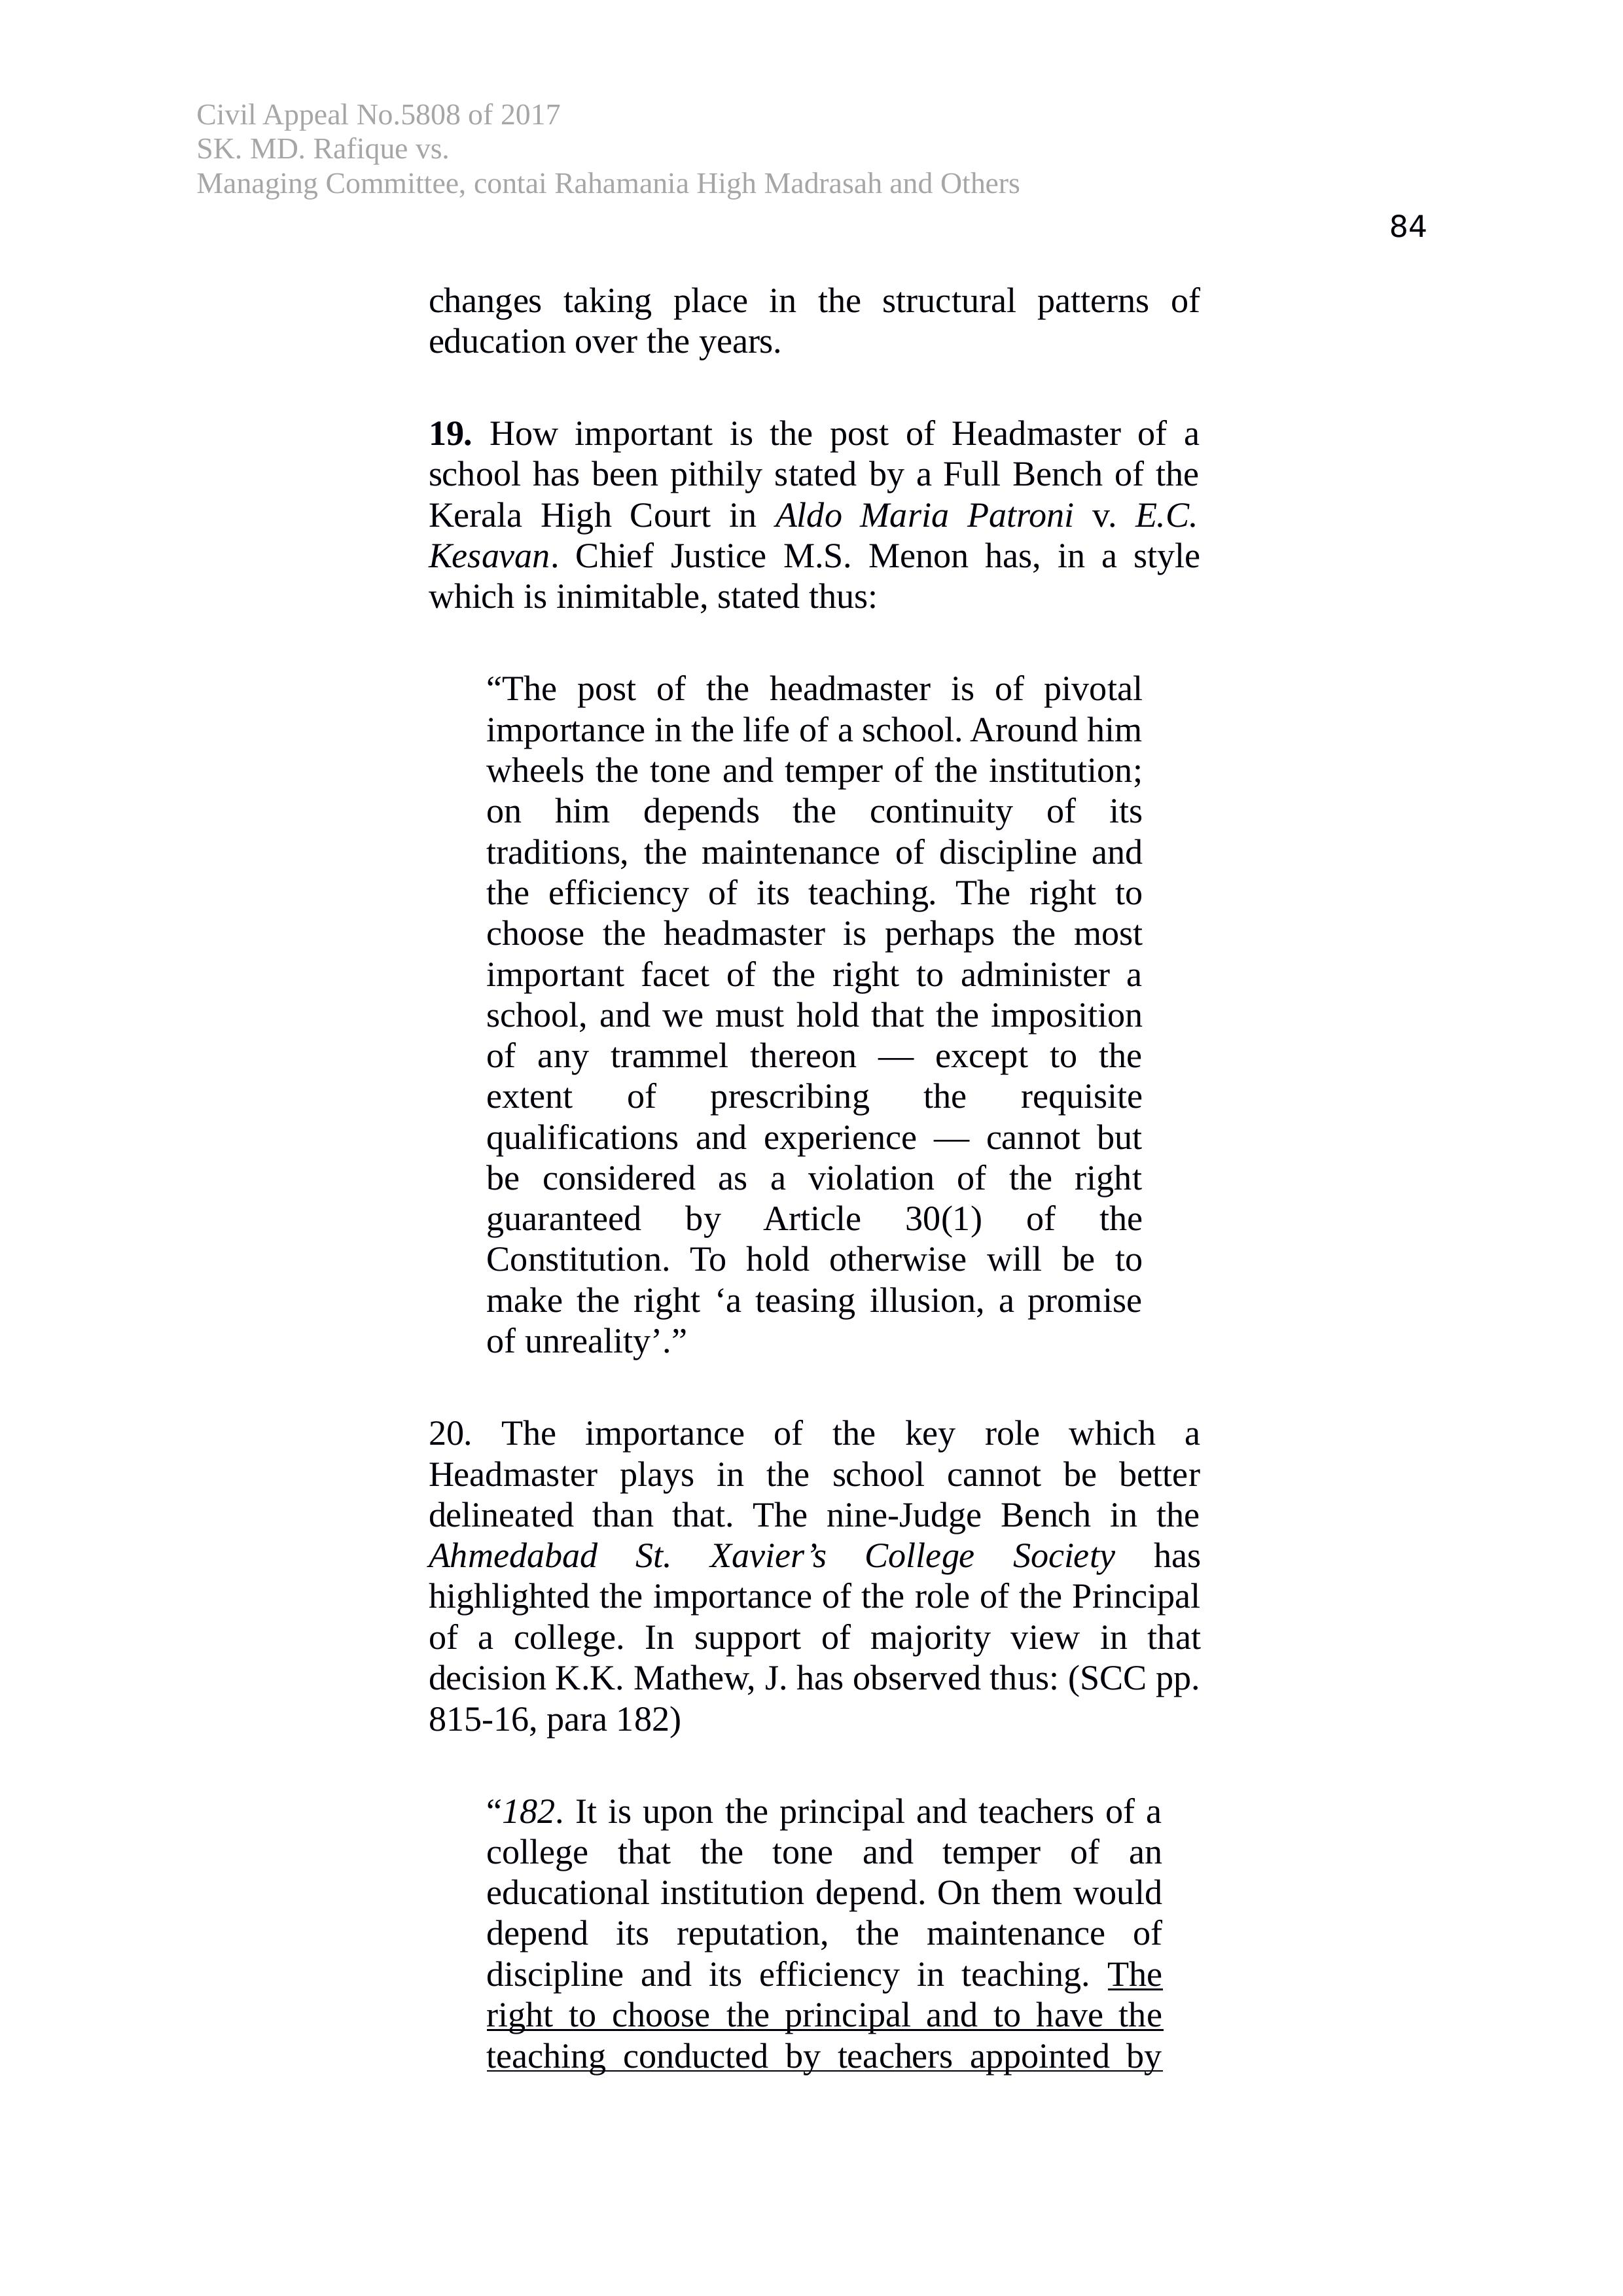 Civil Appeal No.5808 of 2017
SK. MD. Rafique vs.
Managing Committee, contai Rahamania High Madrasah and Others
84
changes taking place in the structural patterns of
education over the years.
19. How important is the post of Headmaster of a
school has been pithily stated by a Full Bench of the
Kerala High Court in Aldo Maria Patroni v. E.C.
Kesavan. Chief Justice M.S. Menon has, in a style
which is inimitable, stated thus:
“The post of the headmaster is of pivotal
importance in the life of a school. Around him
wheels the tone and temper of the institution;
on him depends the continuity of its
traditions, the maintenance of discipline and
the efficiency of its teaching. The right to
choose the headmaster is perhaps the most
important facet of the right to administer a
school, and we must hold that the imposition
of any trammel thereon — except to the
extent of prescribing the requisite
qualifications and experience — cannot but
be considered as a violation of the right
guaranteed by Article 30(1) of the
Constitution. To hold otherwise will be to
make the right ‘a teasing illusion, a promise
of unreality’.”
20. The importance of the key role which a
Headmaster plays in the school cannot be better
delineated than that. The nine-Judge Bench in the
Ahmedabad St. Xavier’s College Society has
highlighted the importance of the role of the Principal
of a college. In support of majority view in that
decision K.K. Mathew, J. has observed thus: (SCC pp.
815-16, para 182)
“182. It is upon the principal and teachers of a
college that the tone and temper of an
educational institution depend. On them would
depend its reputation, the maintenance of
discipline and its efficiency in teaching. The
right to choose the principal and to have the
teaching conducted by teachers appointed by